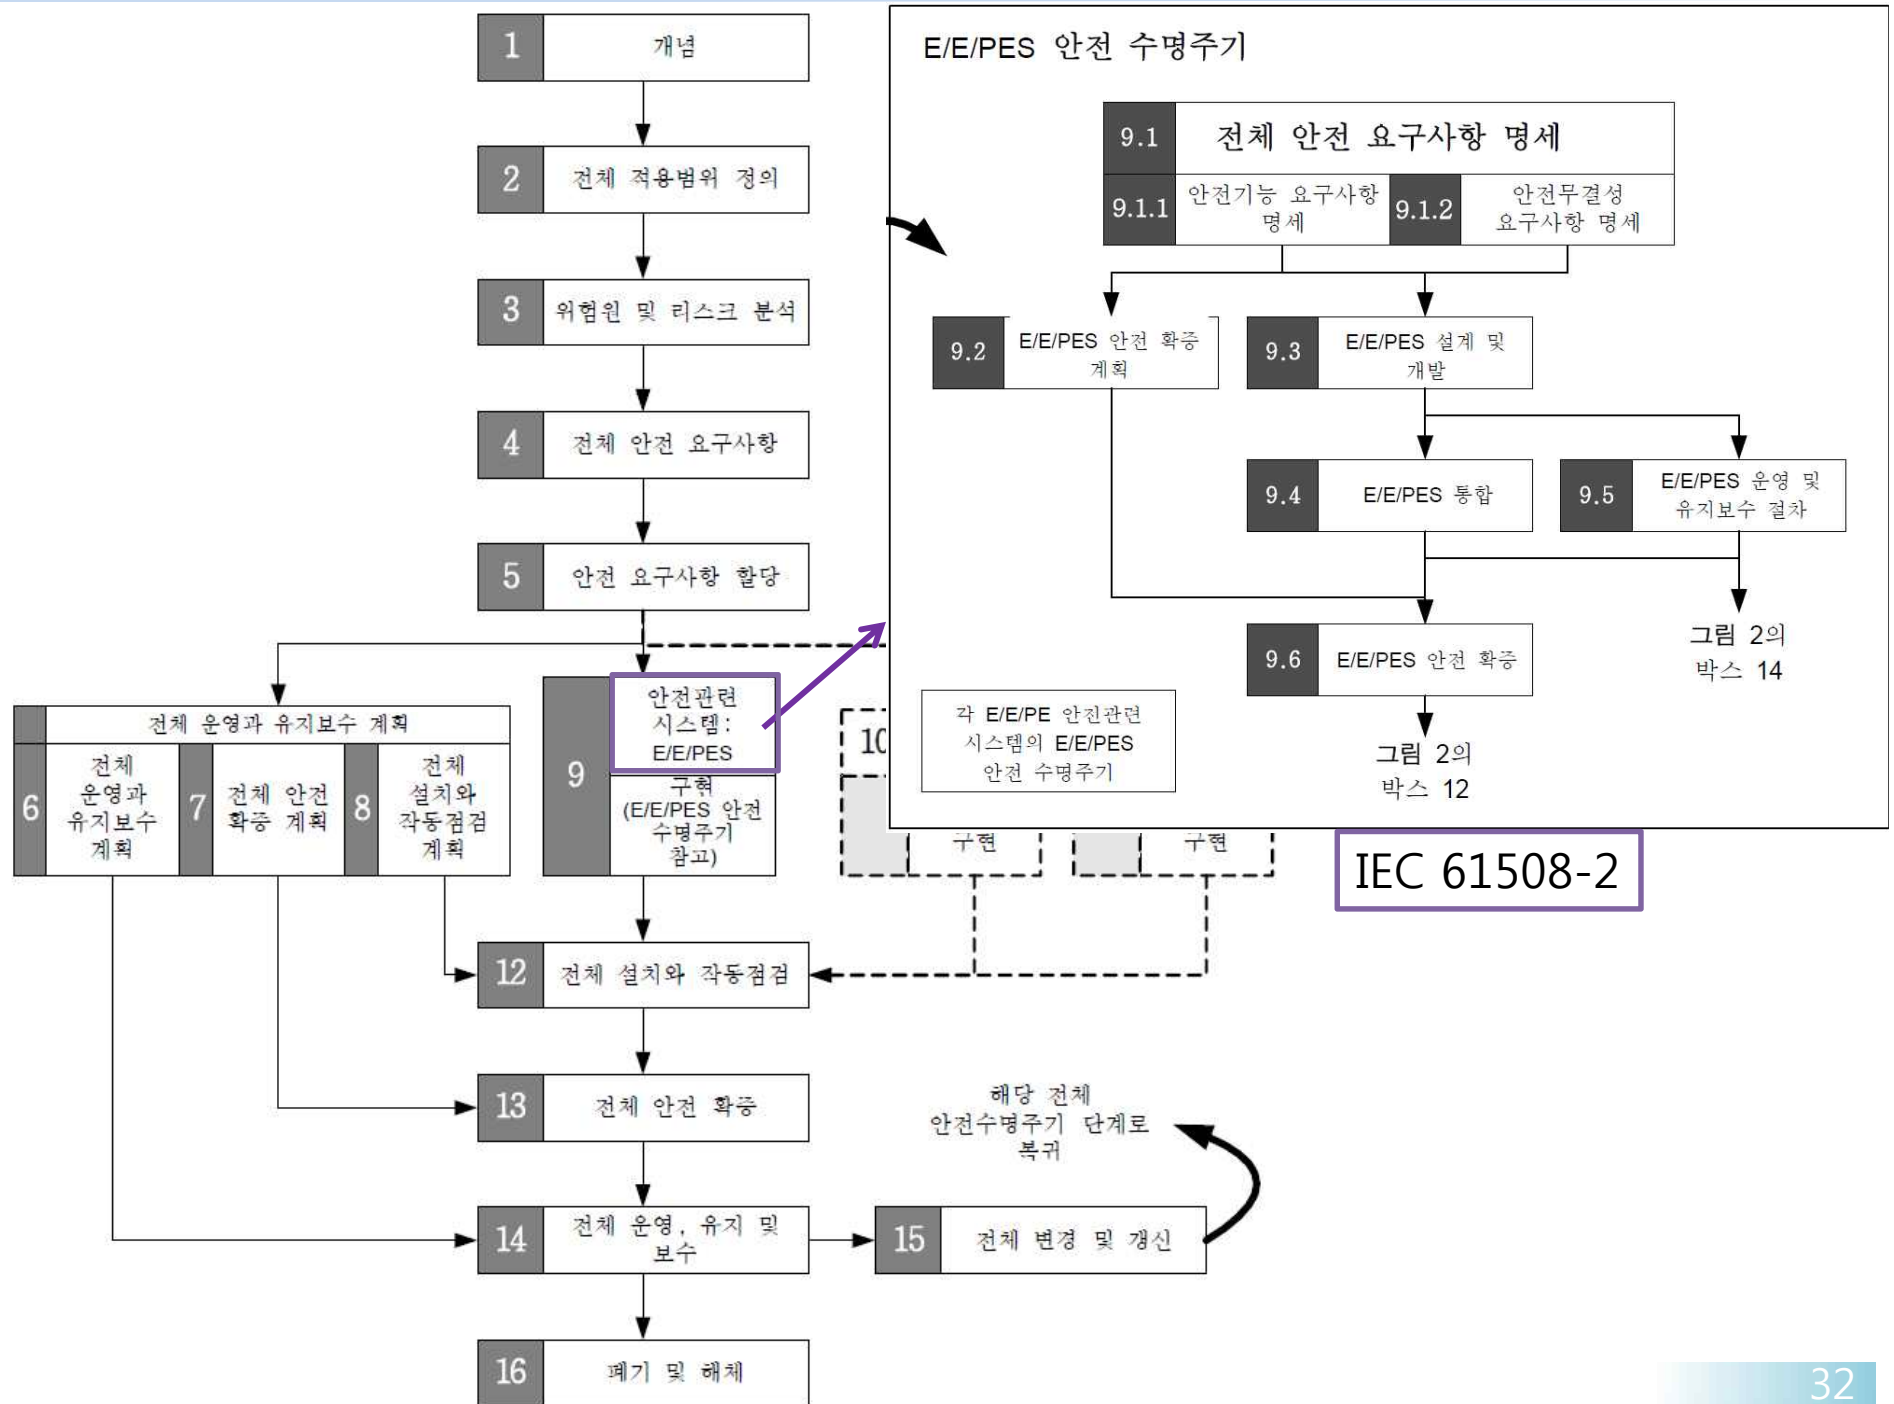 1
개념
2
전체 적용범위 정의
3
위험원 및 리스크 분석
4
전체 안전 요구사항
5
안전 요구사항 할당
전체 운영과 유지보수 계획
6
전체
운영과
유지보수
계획
7
전체 안전
확증 계획
8
전체
설치와
작동점검
계획
9
안전관련
시스템:
E/E/PES
구현
(E/E/PES 안전
수명주기
참고)
10
구현
구현
12
전체 설치와 작동점검
13
전체 안전 확증
14
전체 운영, 유지 및
보수
15
전체 변경 및 갱신
해당 전체
안전수명주기 단계로
복귀
16
폐기 및 해체
E/E/PES 안전 수명주기
9.1
전체 안전 요구사항 명세
9.1.1
안전기능 요구사항
명세
9.1.2
안전무결성
요구사항 명세
9.2
E/E/PES 안전 확증
계획
9.3
E/E/PES 설계 및
개발
9.4
E/E/PES 통합
9.5
E/E/PES 운영 및
유지보수 절차
9.6
E/E/PES 안전 확증
그림 2의
박스 14
그림 2의
박스 12
각 E/E/PE 안전관련
시스템의 E/E/PES
안전 수명주기
IEC 61508-2
32